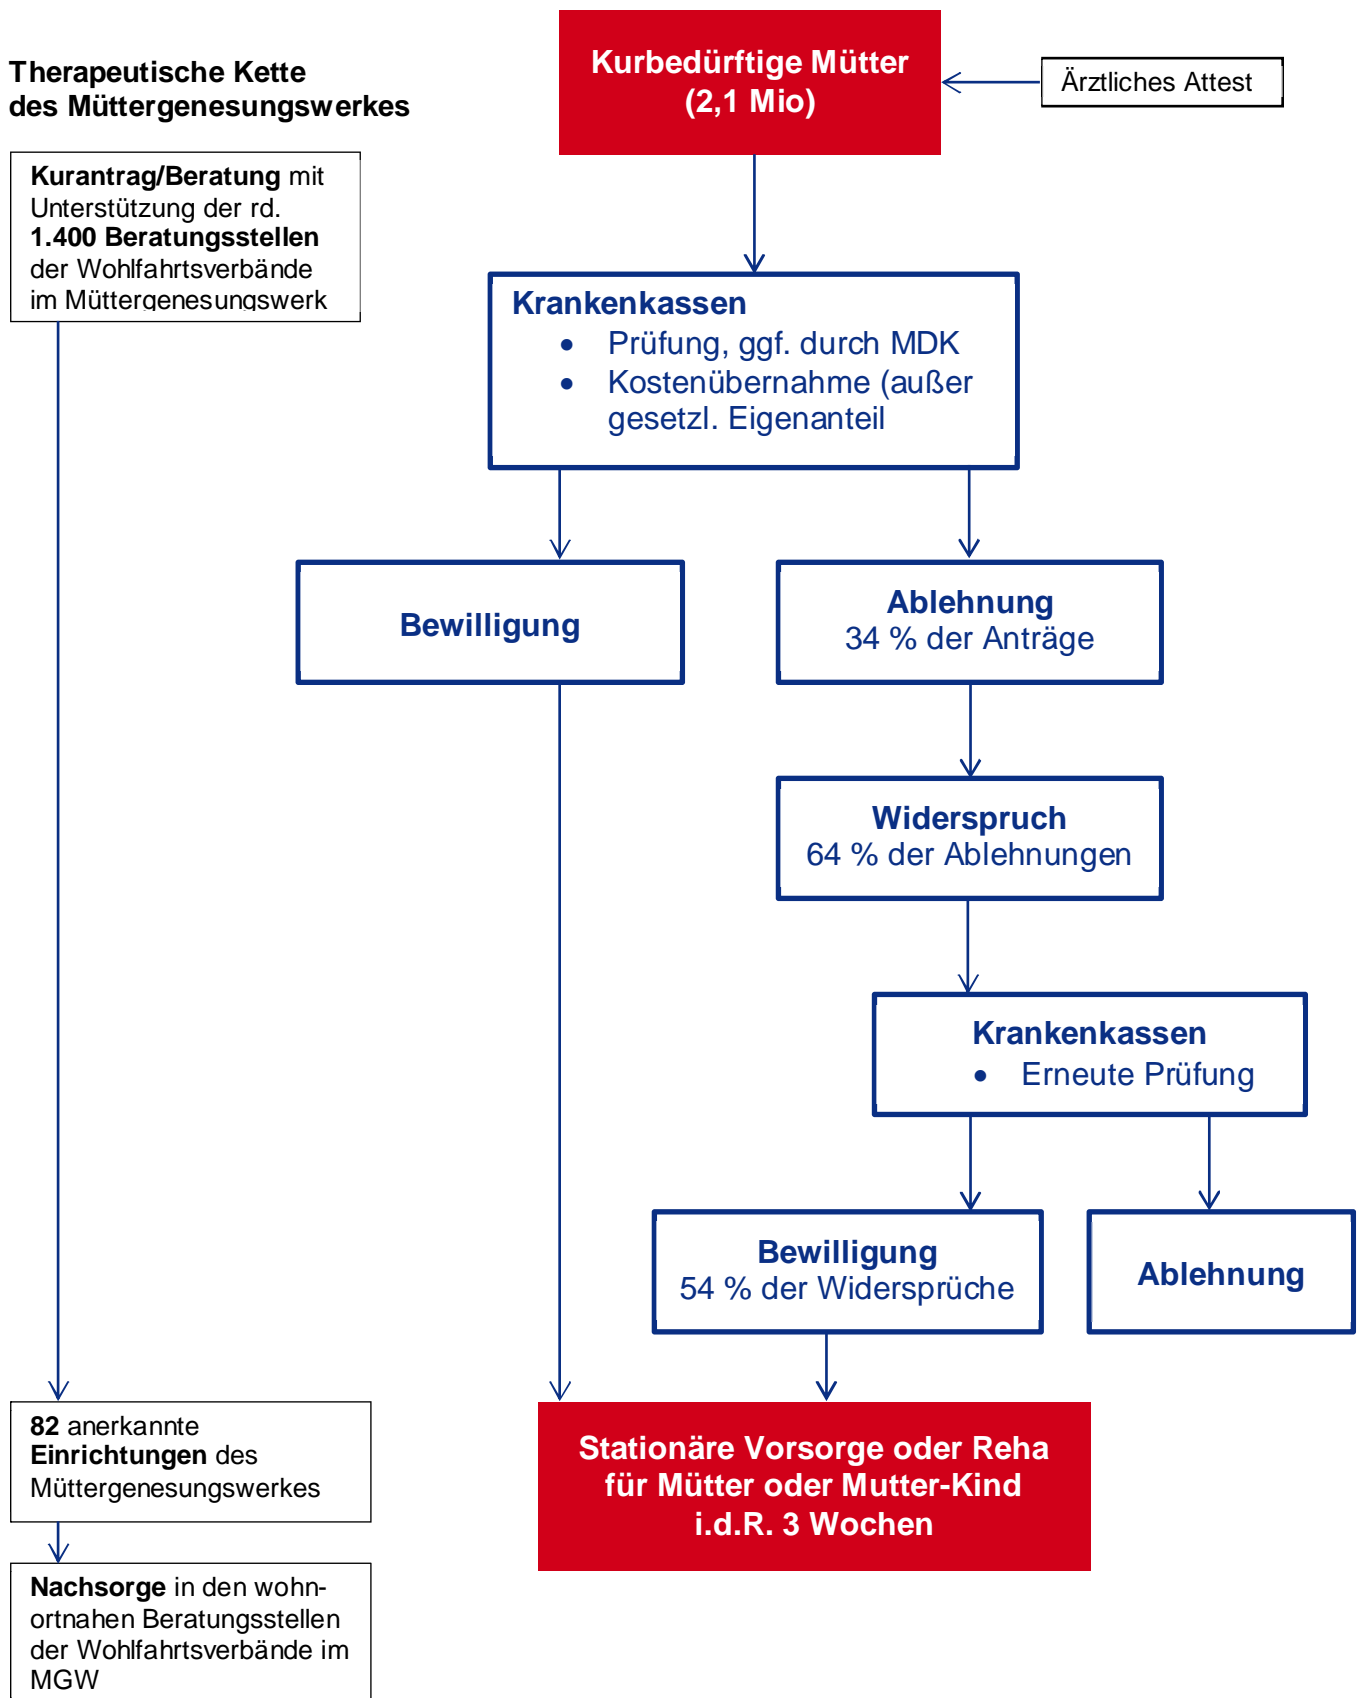 Therapeutische Kette
des Müttergenesungswerkes
Kurbedürftige Mütter
(2,1 Mio)
Ärztliches Attest
Kurantrag/Beratung mit
Unterstützung der rd.
1.400 Beratungsstellen
der Wohlfahrtsverbände
im Müttergenesungswerk
Krankenkassen
• Prüfung, ggf. durch MDK
• Kostenübernahme (außer
gesetzl. Eigenanteil
Bewilligung
Ablehnung
34 % der Anträge
Widerspruch
64 % der Ablehnungen
Krankenkassen
• Erneute Prüfung
Bewilligung
54 % der Widersprüche
Ablehnung
82 anerkannte
Einrichtungen des
Müttergenesungswerkes
Stationäre Vorsorge oder Reha
für Mütter oder Mutter-Kind
i.d.R. 3 Wochen
Nachsorge in den wohn-
ortnahen Beratungsstellen
der Wohlfahrtsverbände im
MGW